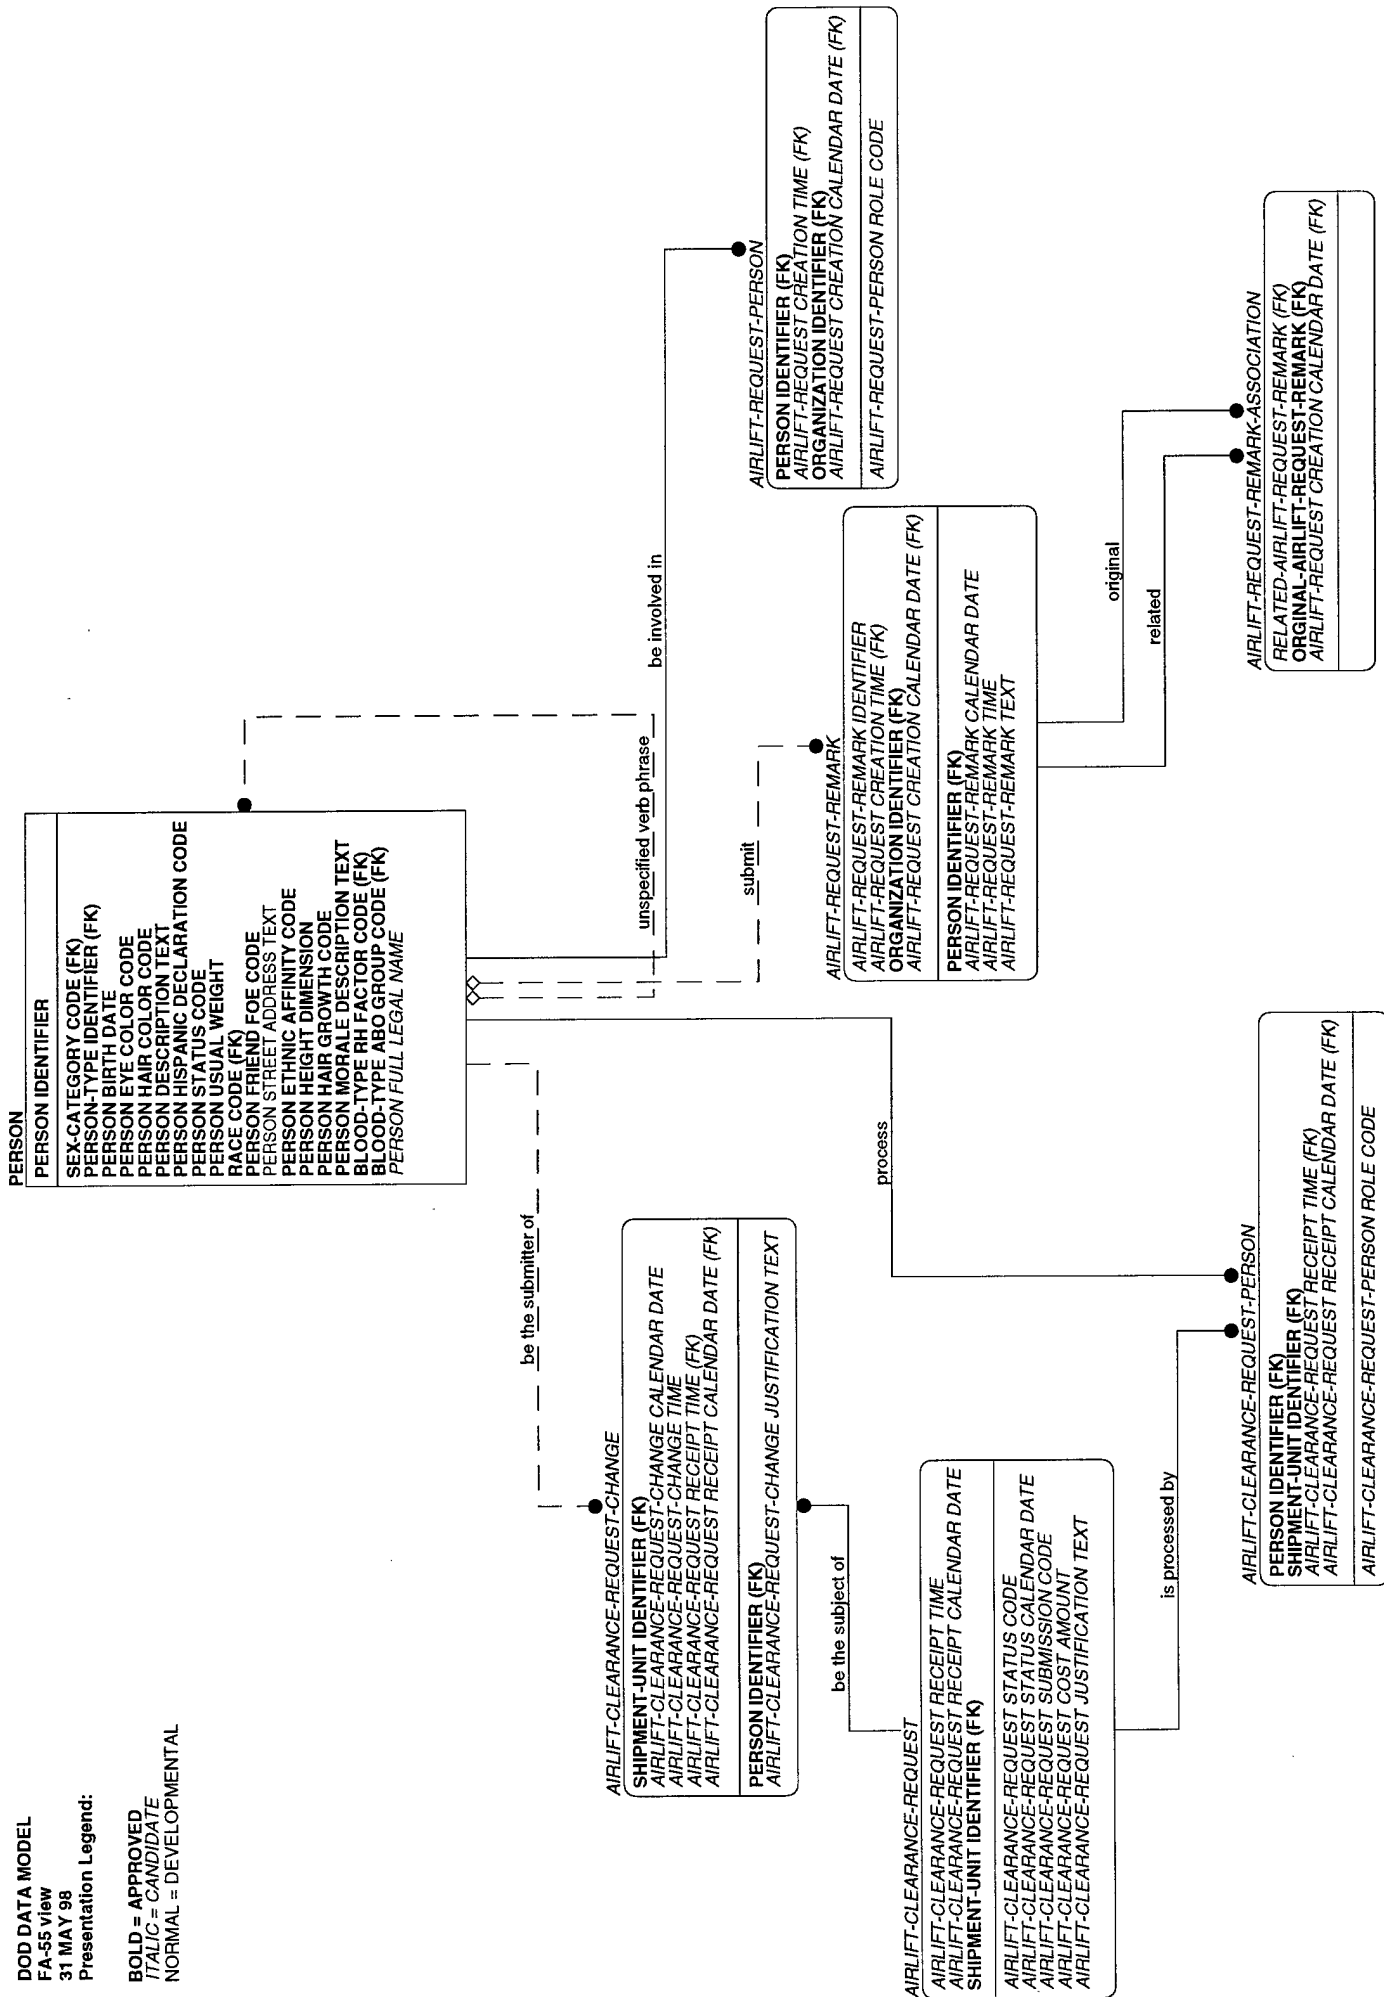 DOD DATA MODEL
FA-55 view
31 MAY 98
Presentation Legend:
BOLD = APPROVED
ITALIC = CANDIDATE
NORMAL = DEVELOPMENTAL
PERSON
PERSON IDENTIFIER
SEX-CATEGORY CODE (FK)
PERSON-TYPE IDENTIFIER (FK)
PERSON BIRTH DATE
PERSON EYE COLOR CODE
PERSON HAIR COLOR CODE
PERSON DESCRIPTION TEXT
PERSON HISPANIC DECLARATION CODE
PERSON STATUS CODE
PERSON USUAL WEIGHT
RACE CODE (FK)
PERSON FRIEND FOE CODE
PERSON STREET ADDRESS TEXT
PERSON ETHNIC AFFINITY CODE
PERSON HEIGHT DIMENSION
PERSON HAIR GROWTH CODE
PERSON MORALE DESCRIPTION TEXT
BLOOD-TYPE RH FACTOR CODE (FK)
BLOOD-TYPE ABO GROUP CODE (FK)
PERSON FULL LEGAL NAME
be the submitter of
unspecified verb phrase
be involved in
submit
process
AIRLIFT-CLEARANCE-REQUEST-CHANGE
SHIPMENT-UNIT IDENTIFIER (FK)
AIRLIFT-CLEARANCE-REQUEST-CHANGE CALENDAR DATE
AIRLIFT-CLEARANCE-REQUEST-CHANGE TIME
AIRLIFT-CLEARANCE-REQUEST RECEIPT TIME (FK)
AIRLIFT-CLEARANCE-REQUEST RECEIPT CALENDAR DATE (FK)
PERSON IDENTIFIER (FK)
AIRLIFT-CLEARANCE-REQUEST-CHANGE JUSTIFICATION TEXT
be the subject of
AIRLIFT-REQUEST-PERSON
PERSON IDENTIFIER (FK)
AIRLIFT-REQUEST CREATION TIME (FK)
ORGANIZATION IDENTIFIER (FK)
AIRLIFT-REQUEST CREATION CALENDAR DATE (FK)
AIRLIFT-REQUEST-PERSON ROLE CODE
AIRLIFT-REQUEST-REMARK
AIRLIFT-REQUEST-REMARK IDENTIFIER
AIRLIFT-REQUEST CREATION TIME (FK)
ORGANIZATION IDENTIFIER (FK)
AIRLIFT-REQUEST CREATION CALENDAR DATE (FK)
PERSON IDENTIFIER (FK)
AIRLIFT-REQUEST-REMARK CALENDAR DATE
AIRLIFT-REQUEST-REMARK TIME
AIRLIFT-REQUEST-REMARK TEXT
original
related
AIRLIFT-CLEARANCE-REQUEST
AIRLIFT-CLEARANCE-REQUEST RECEIPT TIME
AIRLIFT-CLEARANCE-REQUEST RECEIPT CALENDAR DATE
SHIPMENT-UNIT IDENTIFIER (FK)
AIRLIFT-CLEARANCE-REQUEST STATUS CODE
AIRLIFT-CLEARANCE-REQUEST STATUS CALENDAR DATE
AIRLIFT-CLEARANCE-REQUEST SUBMISSION CODE
AIRLIFT-CLEARANCE-REQUEST COST AMOUNT
AIRLIFT-CLEARANCE-REQUEST JUSTIFICATION TEXT
is processed by
AIRLIFT-CLEARANCE-REQUEST-PERSON
PERSON IDENTIFIER (FK)
SHIPMENT-UNIT IDENTIFIER (FK)
AIRLIFT-CLEARANCE-REQUEST RECEIPT TIME (FK)
AIRLIFT-CLEARANCE-REQUEST RECEIPT CALENDAR DATE (FK)
AIRLIFT-CLEARANCE-REQUEST-PERSON ROLE CODE
AIRLIFT-REQUEST-REMARK-ASSOCIATION
RELATED-AIRLIFT-REQUEST-REMARK (FK)
ORGINAL-AIRLIFT-REQUEST-REMARK (FK)
AIRLIFT-REQUEST CREATION CALENDAR DATE (FK)